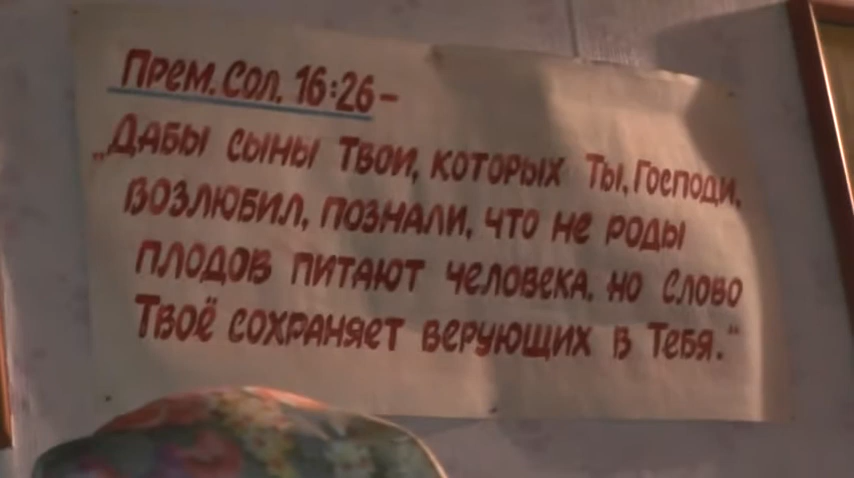 Прем. Сол. 16:26 –
„Дабы сыны Твои, которых Ты, Господи,
возлюбил, познали, что не роды
плодов питают человека, но слово
Твоё сохраняет верующих в Тебя.“